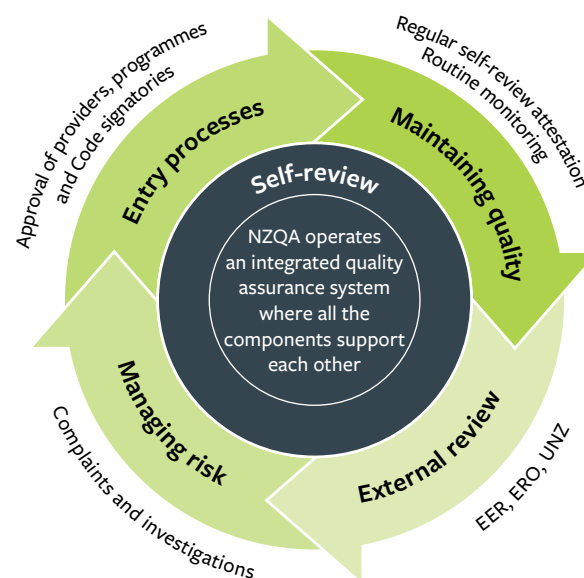 Approval of providers, programmes
and Code signatories
Entry processes
Regular self-review attestation
Routine monitoring
Maintaining quality
Self-review
NZQA operates
an integrated quality
assurance system
where all the
components support
each other
Managing risk
Complaints and investigations
External review
EER, ERO, UNZ